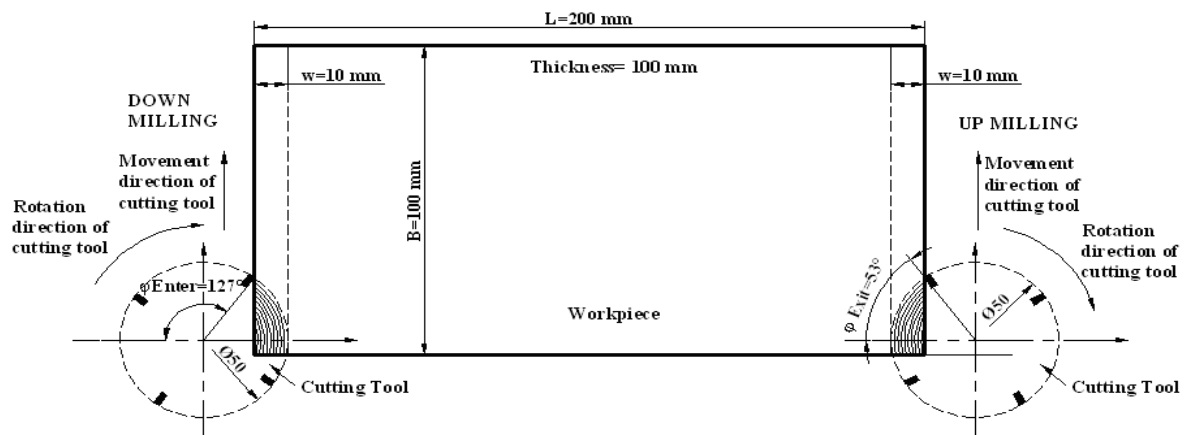 L=200 mm
Thickness= 100 mm
w=10 mm
w=10 mm
DOWN
MILLING
UP MILLING
Movement
direction of
cutting tool
Movement
direction of
cutting tool
Rotation
direction of
cutting tool
Rotation
direction of
cutting tool
B=100 mm
φEnter=127°
φ Exit=53°
Workpiece
Ø50
Ø50
Cutting Tool
Cutting Tool